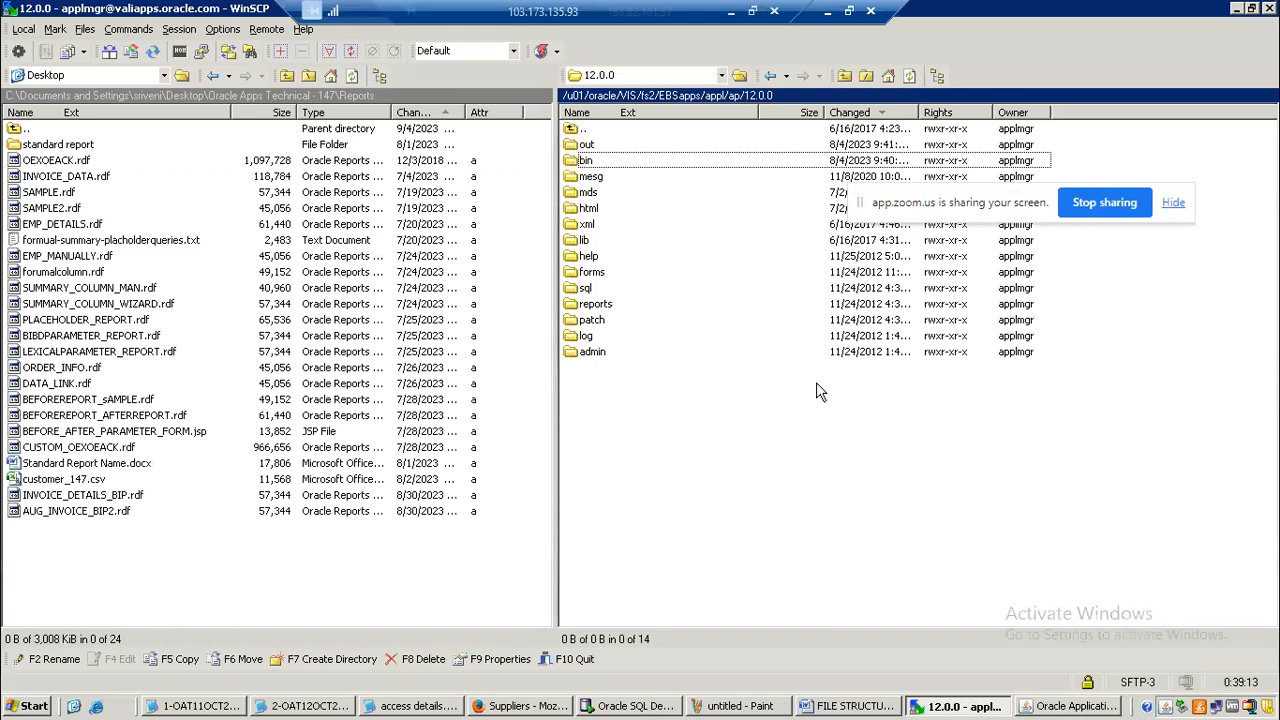 12.0.0 - applmgr@valiapps.oracle.com - WinSCP
103.173.135.93
Local Mark Files Commands Session Options Remote Help
Default
Desktop
12.0.0
C:\Documents and Settings\sriveni\Desktop\Oracle Apps Technical - 147\Reports
/u01/oracle/VIS/fs2/EBSapps/appl/ap/12.0.0
Name Ext Size Type Chan... Attr
Name Ext Size Changed Rights Owner
.. Parent directory 9/4/2023 ...
standard report File Folder 8/1/2023 ...
OEXOEACK.rdf 1,097,728 Oracle Reports ... 12/3/2018 ... a
INVOICE_DATA.rdf 118,784 Oracle Reports ... 7/4/2023 ... a
SAMPLE.rdf 57,344 Oracle Reports ... 7/24/2023 ... a
SAMPLE2.rdf 45,056 Oracle Reports ... 7/24/2023 ... a
EMP_DETAILS.rdf 61,440 Oracle Reports ... 7/24/2023 ... a
formual-summary-placholderqueries.txt 2,483 Text Document 7/24/2023 ... a
EMP_MANUALLY.rdf 45,056 Oracle Reports ... 7/24/2023 ... a
forumalcolumn.rdf 49,152 Oracle Reports ... 7/24/2023 ... a
SUMMARY_COLUMN_MAN.rdf 40,960 Oracle Reports ... 7/24/2023 ... a
SUMMARY_COLUMN_WIZARD.rdf 57,344 Oracle Reports ... 7/24/2023 ... a
PLACEHOLDER_REPORT.rdf 65,536 Oracle Reports ... 7/25/2023 ... a
BIBDPARAMETER_REPORT.rdf 57,344 Oracle Reports ... 7/25/2023 ... a
LEXICALPARAMETER_REPORT.rdf 57,344 Oracle Reports ... 7/25/2023 ... a
ORDER_INFO.rdf 45,056 Oracle Reports ... 7/26/2023 ... a
DATA_LINK.rdf 45,056 Oracle Reports ... 7/26/2023 ... a
BEFOREREPORT_sAMPLE.rdf 49,152 Oracle Reports ... 7/28/2023 ... a
BEFOREREPORT_AFTERREPORT.rdf 61,440 Oracle Reports ... 7/28/2023 ... a
BEFORE_AFTER_PARAMETER_FORM.jsp 13,852 JSP File 7/28/2023 ... a
CUSTOM_OEXOEACK.rdf 966,656 Oracle Reports ... 7/28/2023 ... a
Standard Report Name.docx 17,806 Microsoft Office... 8/1/2023 ... a
customer_147.csv 11,568 Microsoft Office... 8/2/2023 ... a
INVOICE_DETAILS_BIP.rdf 57,344 Oracle Reports ... 8/30/2023 ... a
AUG_INVOICE_BIP2.rdf 57,344 Oracle Reports ... 8/30/2023 ... a
.. 6/16/2017 4:23... rwxr-xr-x applmgr
out 8/4/2023 9:41:... rwxr-xr-x applmgr
bin 8/4/2023 9:40:... rwxr-xr-x applmgr
mesg 11/8/2020 10:0... rwxr-xr-x applmgr
mds
html
xml
lib 6/16/2017 4:31... rwxr-xr-x applmgr
help 11/25/2012 5:0... rwxr-xr-x applmgr
forms 11/24/2012 11:... rwxr-xr-x applmgr
sql 11/24/2012 4:3... rwxr-xr-x applmgr
reports 11/24/2012 4:3... rwxr-xr-x applmgr
patch 11/24/2012 4:3... rwxr-xr-x applmgr
log 11/24/2012 1:4... rwxr-xr-x applmgr
admin 11/24/2012 1:4... rwxr-xr-x applmgr
app.zoom.us is sharing your screen. Stop sharing Hide
Activate Windows
Go to Settings to activate Windows.
0 B of 3,008 KiB in 0 of 24
0 B of 0 B in 0 of 14
F2 Rename F4 Edit F5 Copy F6 Move F7 Create Directory F8 Delete F9 Properties F10 Quit
SFTP-3 0:39:13
Start 1-OAT11OCT2... 2-OAT12OCT2... access details.... Suppliers - Moz... Oracle SQL De... untitled - Paint FILE STRUCTU... 12.0.0 - appl... Oracle Applicati...